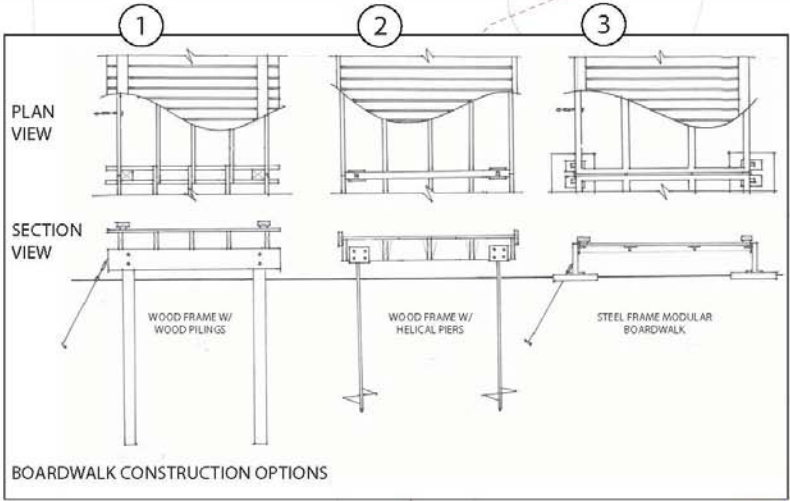 1 2 3
PLAN
VIEW
SECTION
VIEW
WOOD FRAME W/
WOOD PILINGS
WOOD FRAME W/
HELICAL PIERS
STEEL FRAME MODULAR
BOARDWALK
BOARDWALK CONSTRUCTION OPTIONS